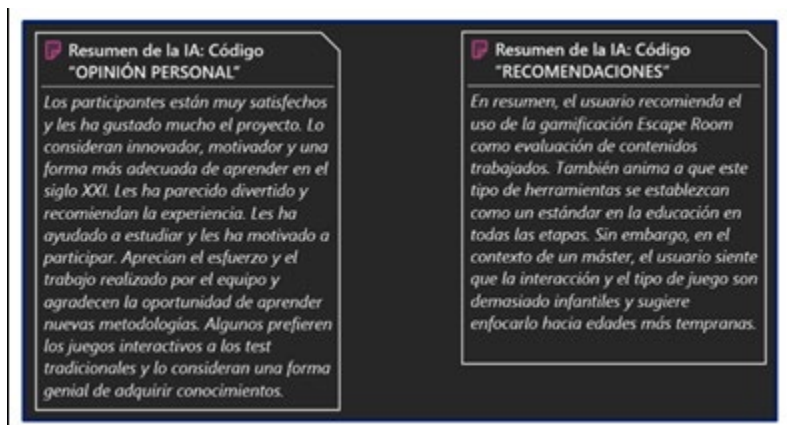 Resumen de la IA: Código
"OPINIÓN PERSONAL"
Los participantes están muy satisfechos
y les ha gustado mucho el proyecto. Lo
consideran innovador, motivador y una
forma más adecuada de aprender en el
siglo XXI. Les ha parecido divertido y
recomiendan la experiencia. Les ha
ayudado a estudiar y les ha motivado a
participar. Aprecian el esfuerzo y el
trabajo realizado por el equipo y
agradecen la oportunidad de aprender
nuevas metodologías. Algunos prefieren
los juegos interactivos a los test
tradicionales y lo consideran una forma
genial de adquirir conocimientos.
Resumen de la IA: Código
"RECOMENDACIONES"
En resumen, el usuario recomienda el
uso de la gamificación Escape Room
como evaluación de contenidos
trabajados. También anima a que este
tipo de herramientas se establezcan
como un estándar en la educación en
todas las etapas. Sin embargo, en el
contexto de un máster, el usuario siente
que la interacción y el tipo de juego son
demasiado infantiles y sugiere
enfocarlo hacia edades más tempranas.